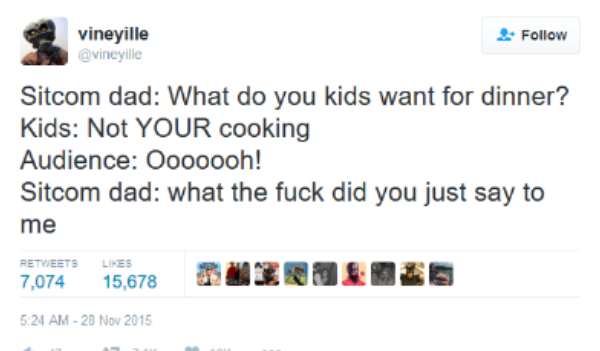 vineyille
@vineyille
Follow
Sitcom dad: What do you kids want for dinner?
Kids: Not YOUR cooking
Audience: Ooooooh!
Sitcom dad: what the fuck did you just say to
me
RETWEETS LIKES
7,074 15,678
5:24 AM - 28 Nov 2015